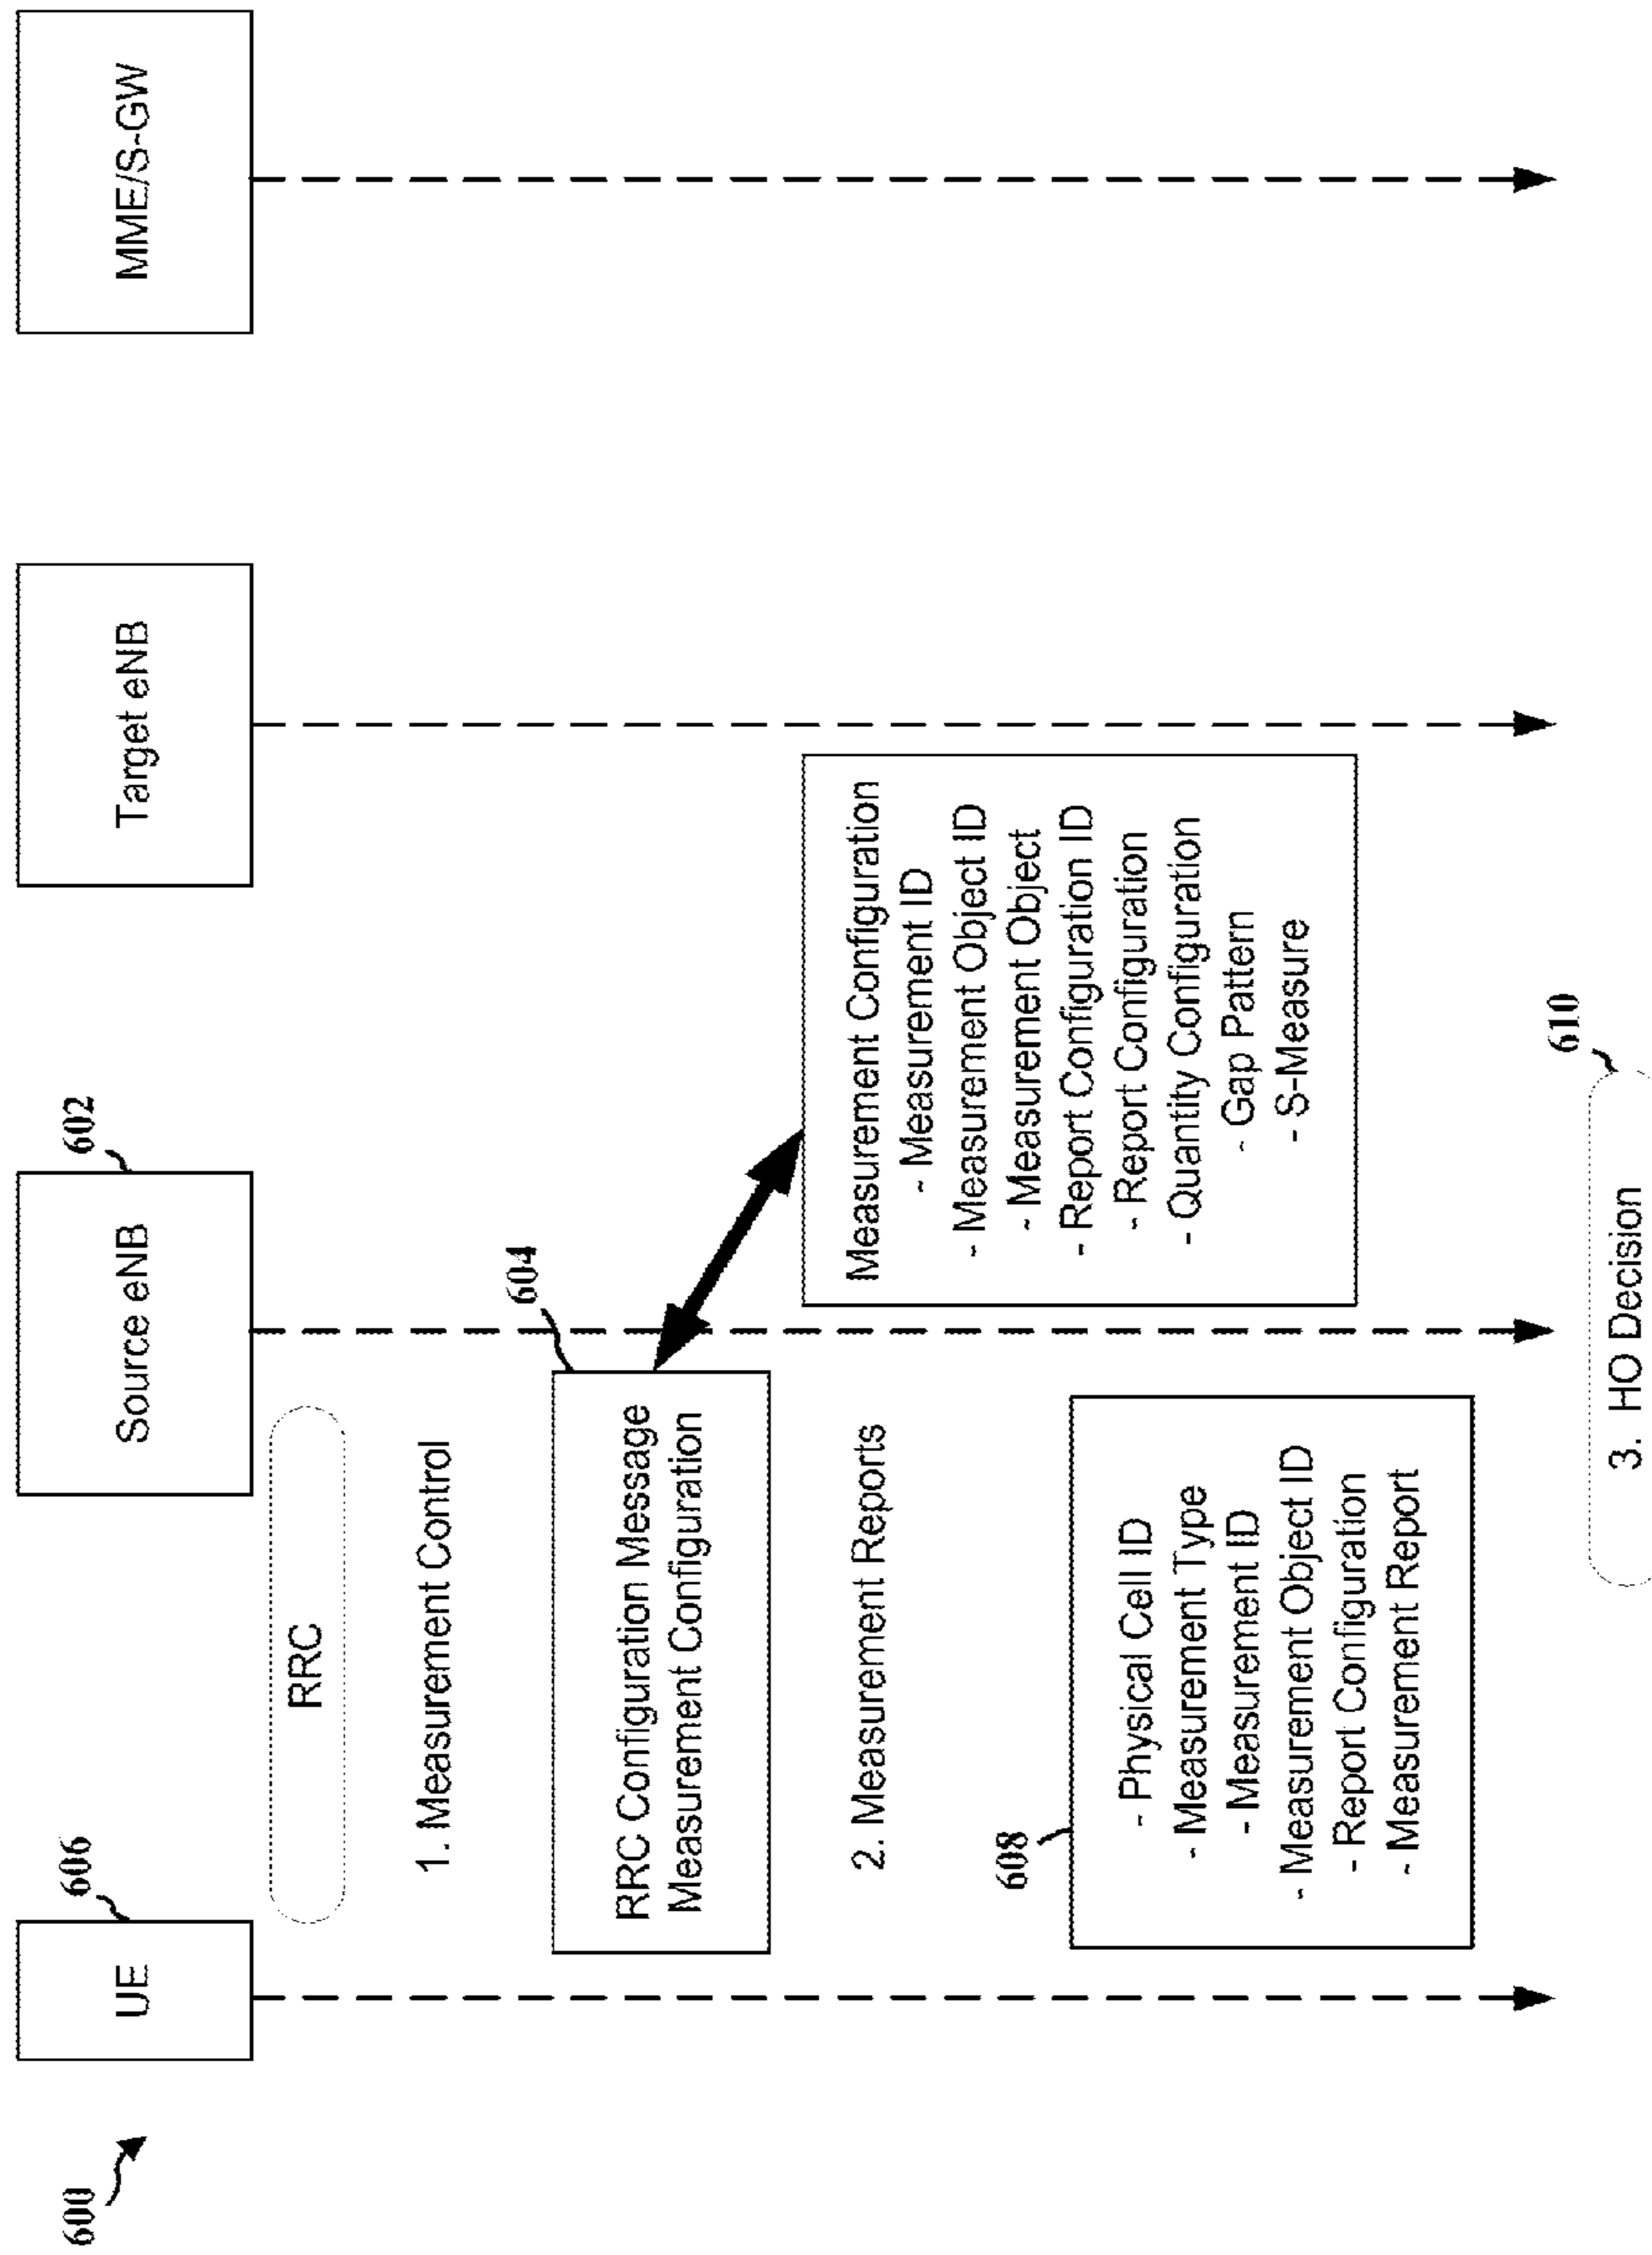 600
606
602
UE
Source eNB
Target eNB
MME/S-GW
RRC
1. Measurement Control
604
RRC Configuration Message
Measurement Configuration
2. Measurement Reports
Measurement Configuration
- Measurement ID
- Measurement Object ID
- Measurement Object
- Report Configuration ID
- Report Configuration
- Quantity Configuration
- Gap Pattern
- S-Measure
608
- Physical Cell ID
- Measurement Type
- Measurement ID
- Measurement Object ID
- Report Configuration
- Measurement Report
610
3. HO Decision